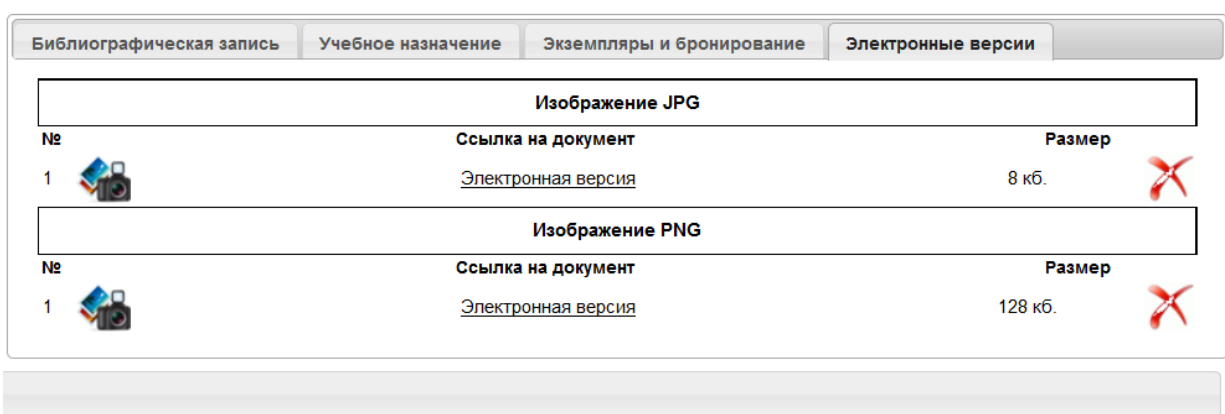 Библиографическая запись Учебное назначение Экземпляры и бронирование Электронные версии
Изображение JPG
№ Ссылка на документ Размер
1 Электронная версия 8 кб.
Изображение PNG
№ Ссылка на документ Размер
1 Электронная версия 128 кб.